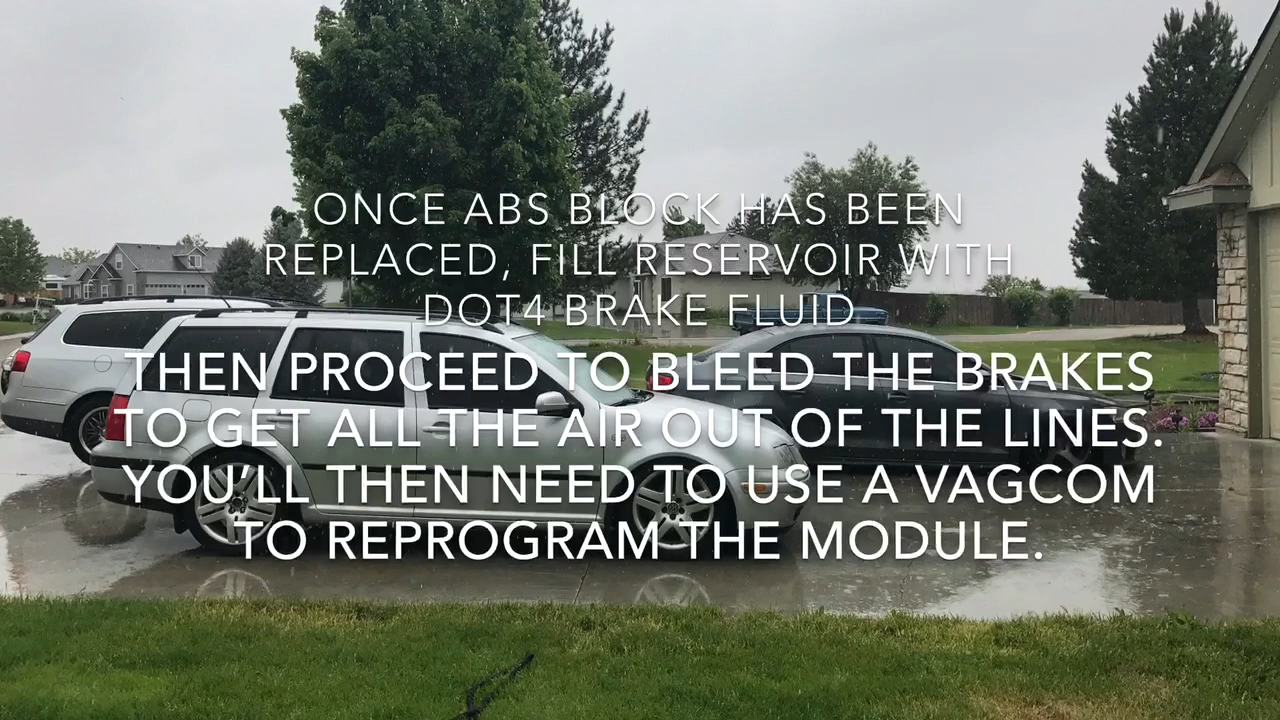 ONCE ABS BLOCK HAS BEEN
REPLACED, FILL RESERVOIR WITH
DOT4 BRAKE FLUID
THEN PROCEED TO BLEED THE BRAKES
TO GET ALL THE AIR OUT OF THE LINES.
YOU'LL THEN NEED TO USE A VAGCOM
TO REPROGRAM THE MODULE.